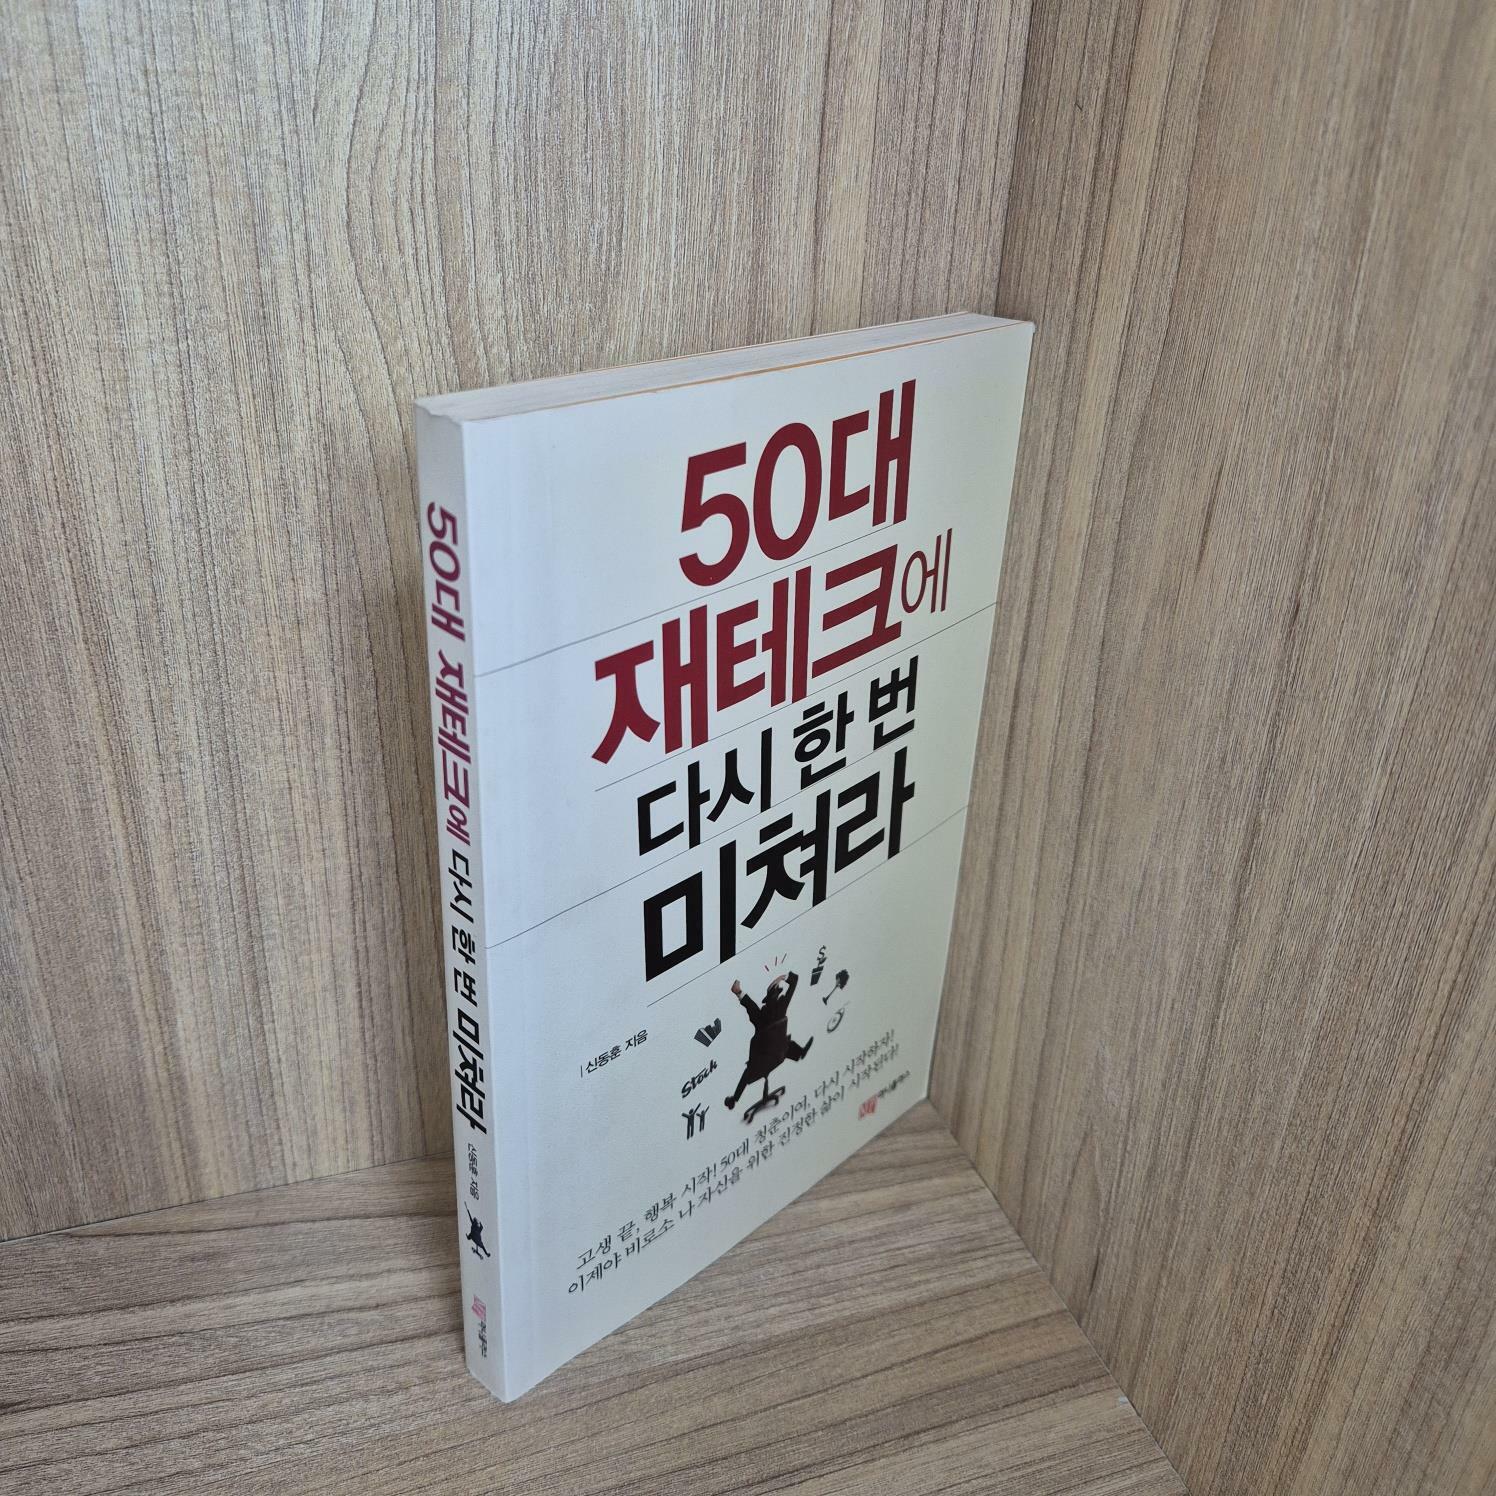 50대
재테크에
다시 한 번
미쳐라
신동훈 지음
고생 끝, 행복 시작! 50대 청춘이여, 다시 시작하자!
이제야 비로소 나 자신을 위한 진정한 삶이 시작된다!
50대 재테크에 다시 한 번 미쳐라 신동훈 지음